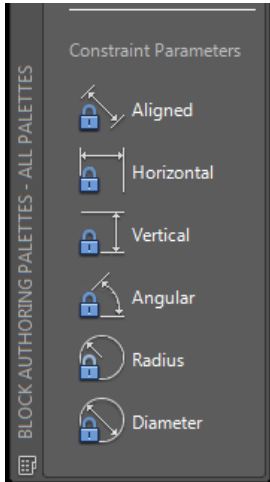 Constraint Parameters
Aligned
Horizontal
Vertical
Angular
Radius
Diameter
BLOCK AUTHORING PALETTES - ALL PALETTES